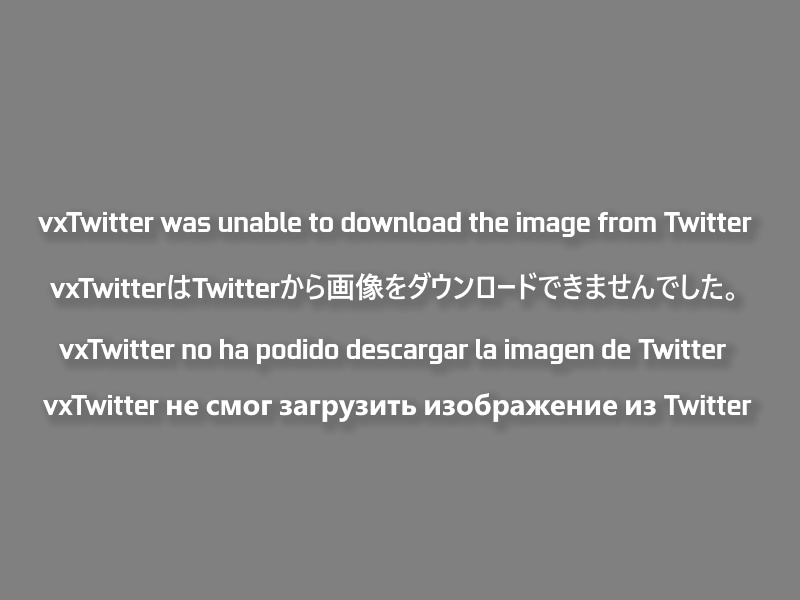 vxTwitter was unable to download the image from Twitter
vxTwitterはTwitterから画像をダウンロードできませんでした。
vxTwitter no ha podido descargar la imagen de Twitter
vxTwitter не смог загрузить изображение из Twitter